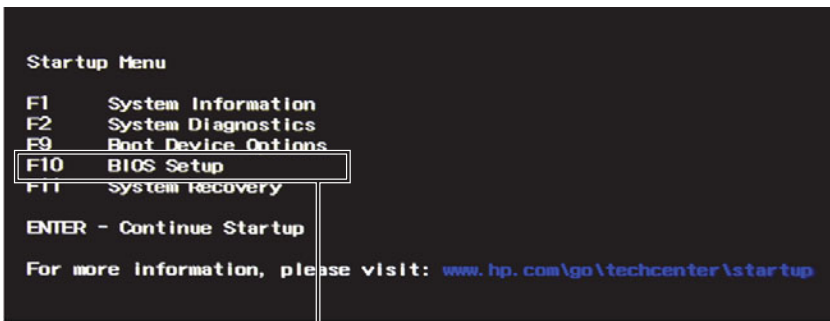 Startup Menu
F1 System Information
F2 System Diagnostics
F9 Boot Device Options
F10 BIOS Setup
F11 System Recovery
ENTER - Continue Startup
For more information, please visit: www.hp.com\go\techcenter\startup